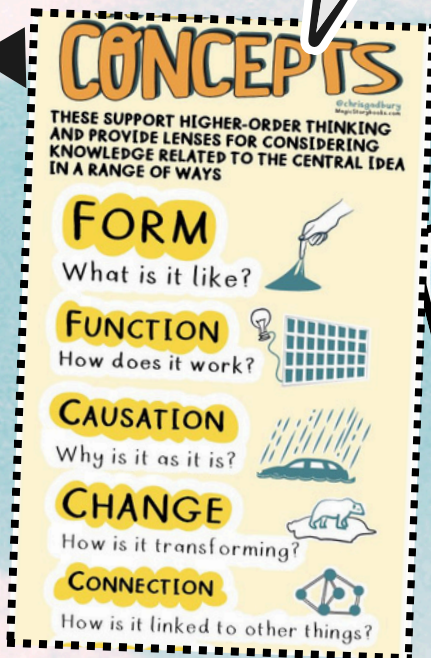 CONCEPTS
@chrisgadbury
MagicStorybooks.com
THESE SUPPORT HIGHER-ORDER THINKING
AND PROVIDE LENSES FOR CONSIDERING
KNOWLEDGE RELATED TO THE CENTRAL IDEA
IN A RANGE OF WAYS
FORM
What is it like?
FUNCTION
How does it work?
CAUSATION
Why is it as it is?
CHANGE
How is it transforming?
CONNECTION
How is it linked to other things?